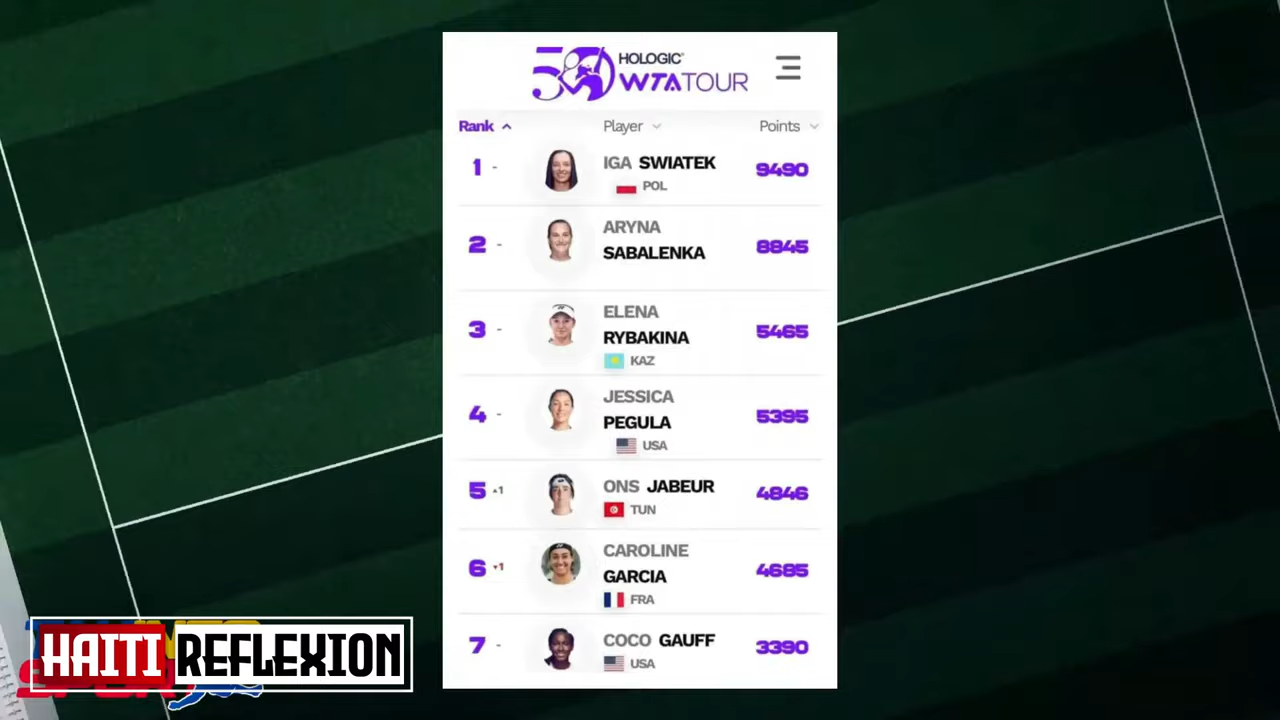 50 HOLOGIC®
WTATOUR
Rank Player Points
1 - IGA SWIATEK 9490
POL
2 - ARYNA
SABALENKA 8845
3 - ELENA
RYBAKINA 5465
KAZ
4 - JESSICA
PEGULA 5395
USA
5 1 ONS JABEUR 4846
TUN
6 1 CAROLINE
GARCIA 4685
FRA
7 - COCO GAUFF 3390
USA
HAITI REFLEXION